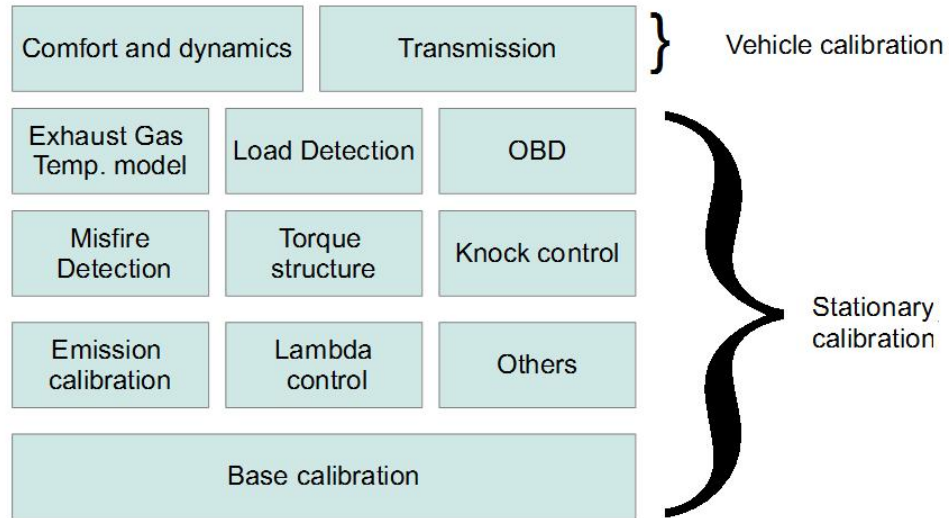 Comfort and dynamics
Transmission
Vehicle calibration
Exhaust Gas
Temp. model
Load Detection
OBD
Misfire
Detection
Torque
structure
Knock control
Stationary
calibration
Emission
calibration
Lambda
control
Others
Base calibration